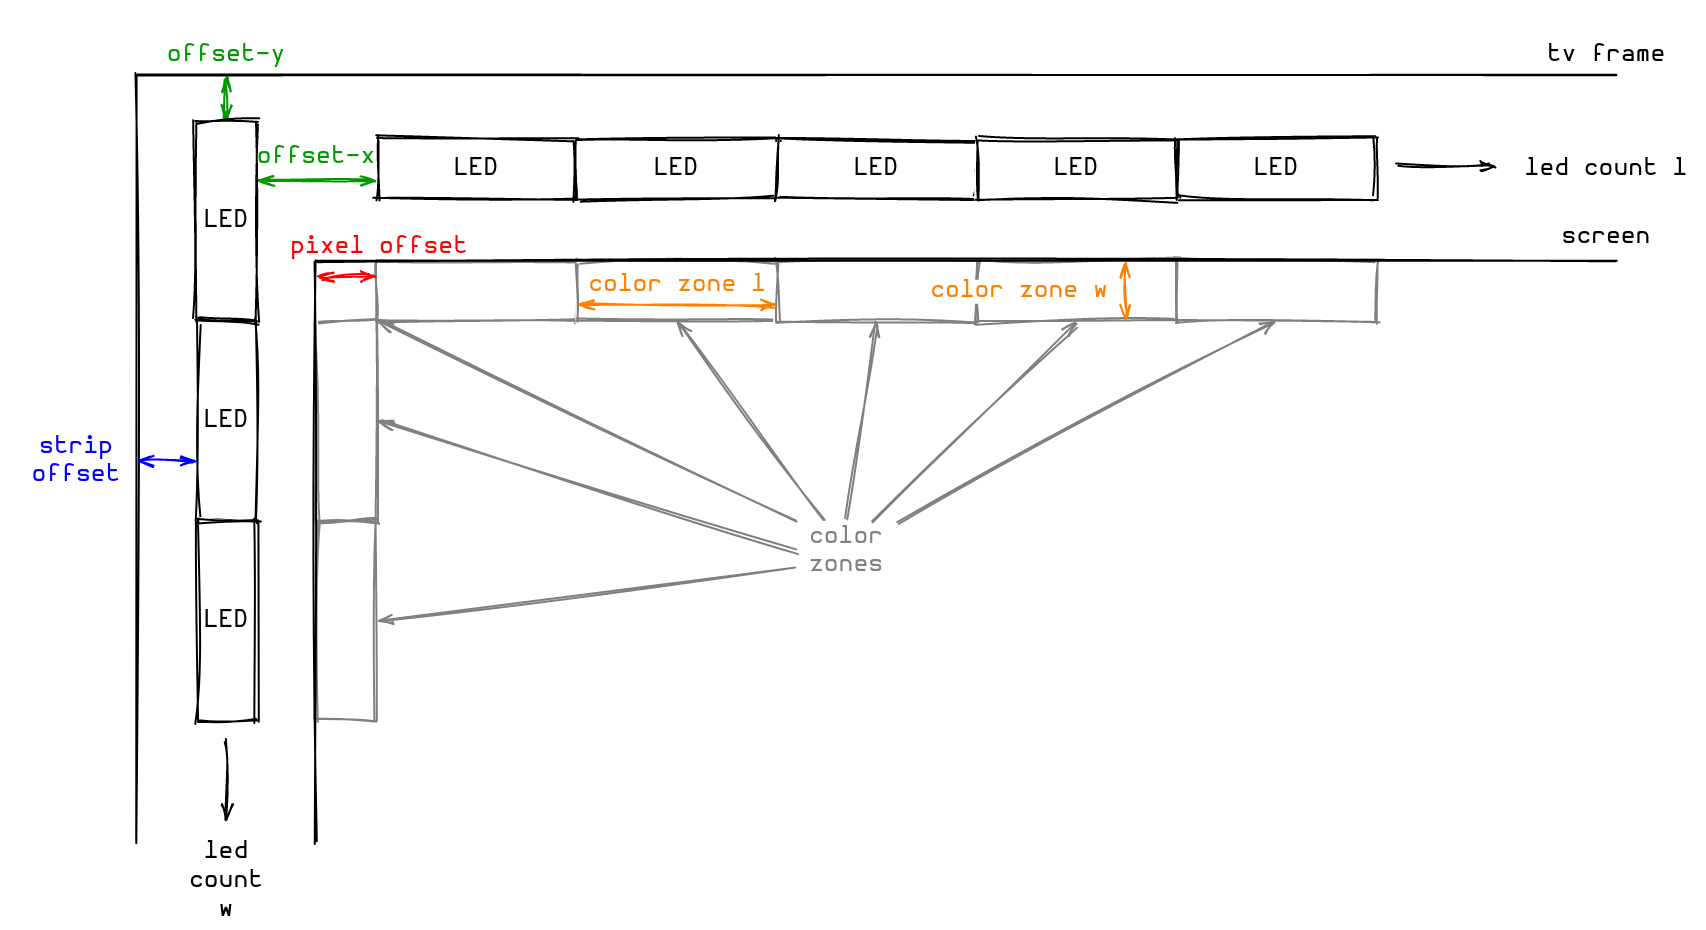 offset-y
tv frame
offset-x
LED
LED
LED
LED
LED
led count l
LED
screen
pixel offset
color zone l
color zone w
LED
strip
offset
color
zones
LED
led
count
w